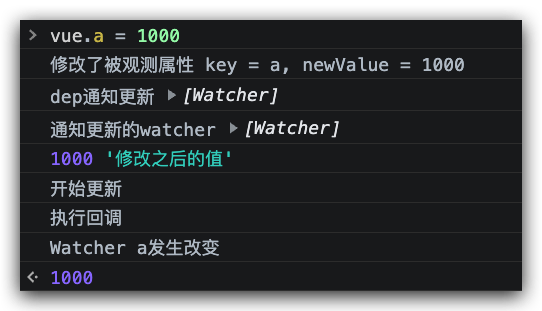 > vue.a = 1000
修改了被观测属性 key = a, newValue = 1000
dep通知更新 ▶ [Watcher]
通知更新的watcher ▶ [Watcher]
1000 '修改之后的值'
开始更新
执行回调
Watcher a发生改变
1000